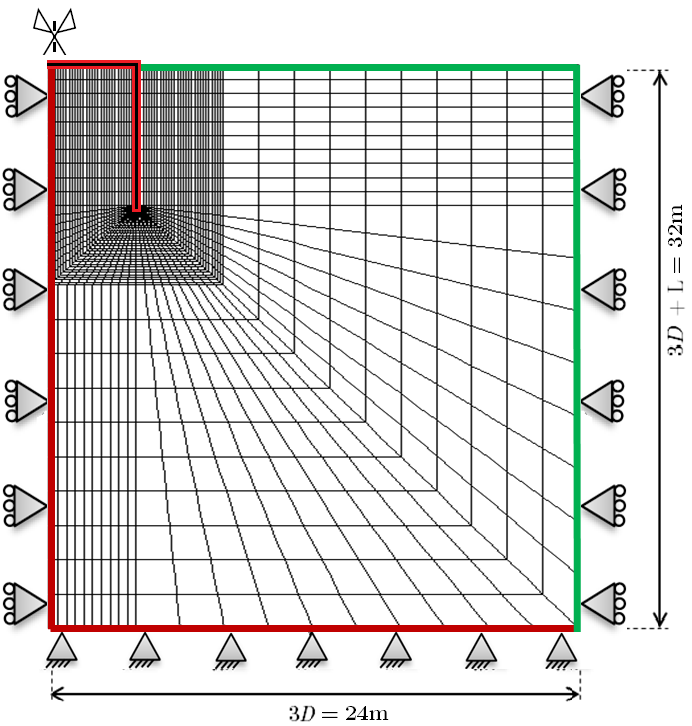 3D + L = 32m
3D = 24m